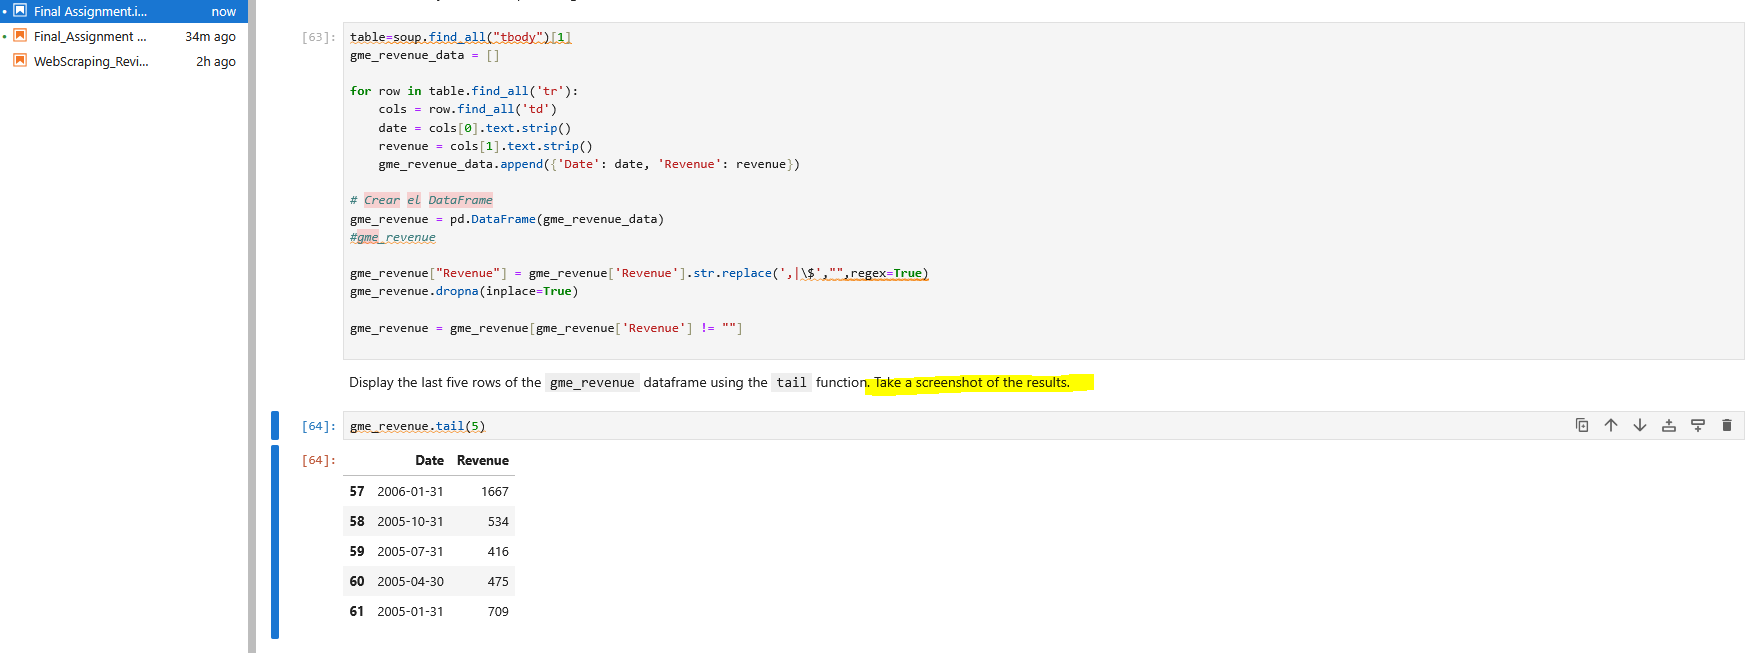 Final Assignment.i... now
Final_Assignment ... 34m ago
WebScraping_Revi... 2h ago
[63]:
table=soup.find_all("tbody")[1]
gme_revenue_data = []
for row in table.find_all('tr'):
    cols = row.find_all('td')
    date = cols[0].text.strip()
    revenue = cols[1].text.strip()
    gme_revenue_data.append({'Date': date, 'Revenue': revenue})
# Crear el DataFrame
gme_revenue = pd.DataFrame(gme_revenue_data)
#gme_revenue
gme_revenue["Revenue"] = gme_revenue['Revenue'].str.replace(',|\$',"",regex=True)
gme_revenue.dropna(inplace=True)
gme_revenue = gme_revenue[gme_revenue['Revenue'] != ""]
Display the last five rows of the gme_revenue dataframe using the tail function. Take a screenshot of the results.
[64]: gme_revenue.tail(5)
[64]: Date Revenue
57 2006-01-31 1667
58 2005-10-31 534
59 2005-07-31 416
60 2005-04-30 475
61 2005-01-31 709